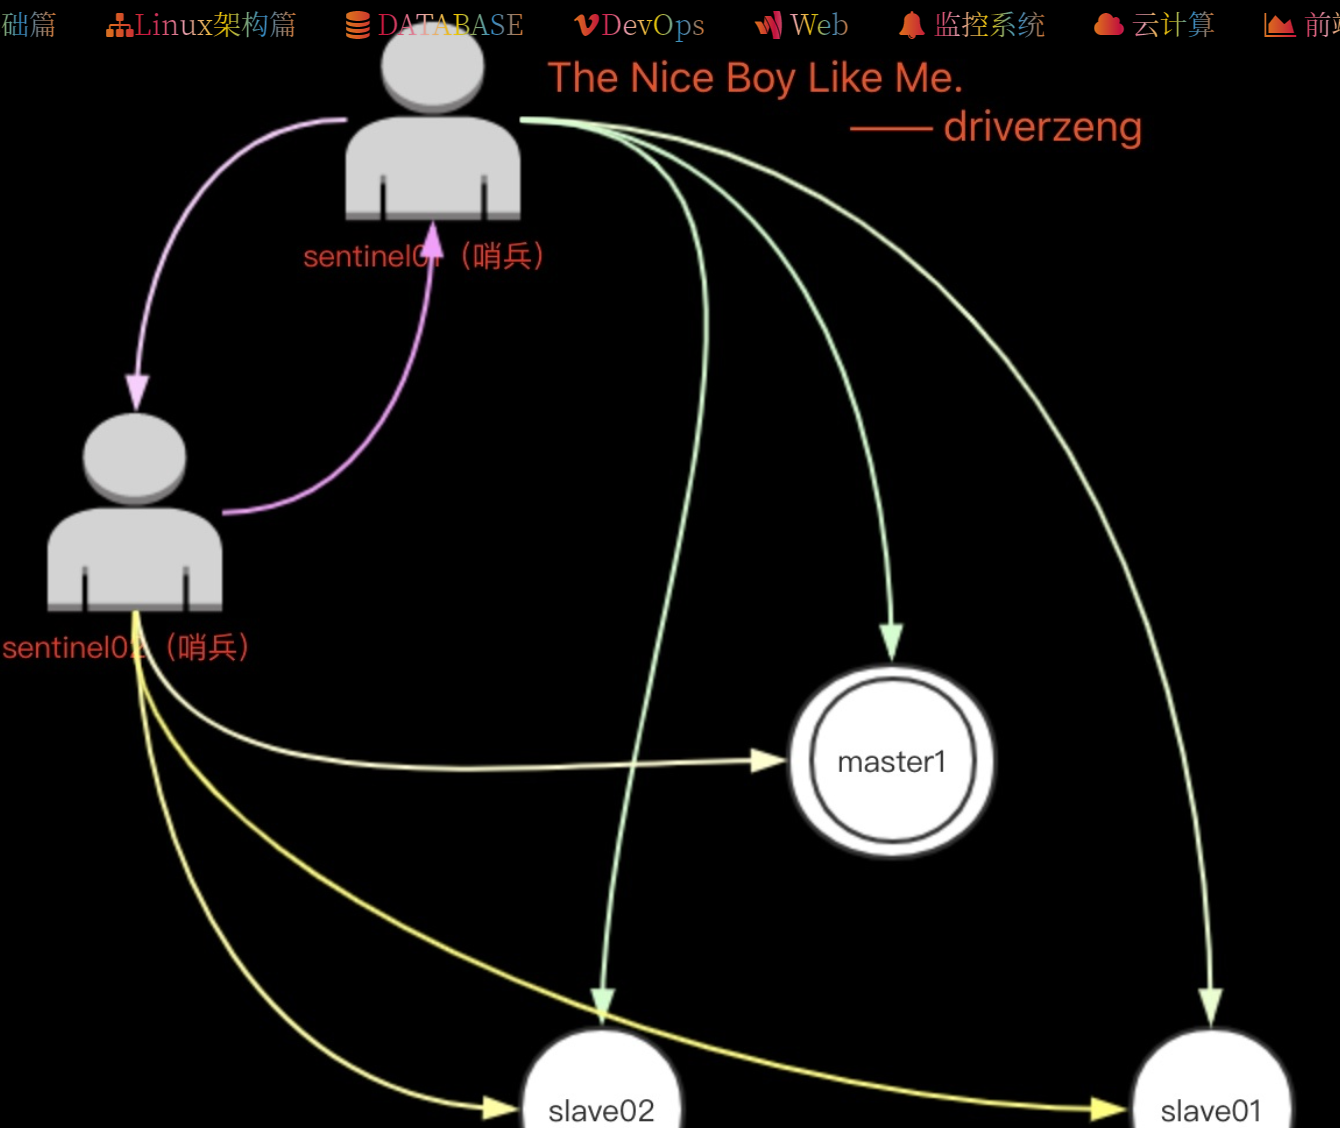 础篇 Linux架构篇 DATABASE DevOps Web 监控系统 云计算
The Nice Boy Like Me.
—— driverzeng
sentinel01（哨兵）
sentinel02（哨兵）
master1
slave02 slave01